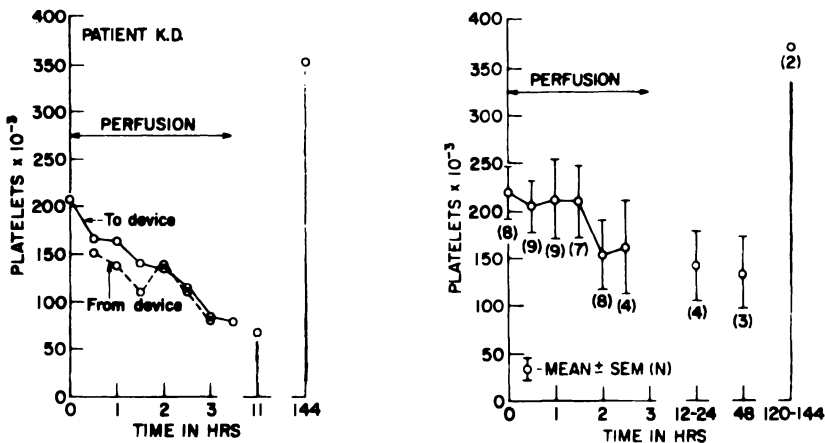 PATIENT K.D.
PERFUSION
To device
From device
PLATELETS x 10⁻³
400
350
300
250
200
150
100
50
0
0 1 2 3 11 144
TIME IN HRS
PERFUSION
PLATELETS x 10⁻³
400
350
300
250
200
150
100
50
0
(2)
(8)
(9)
(9)
(7)
(8)
(4)
(4)
(3)
-MEAN ± SEM (N)
0 1 2 3 12-24 48 120-144
TIME IN HRS